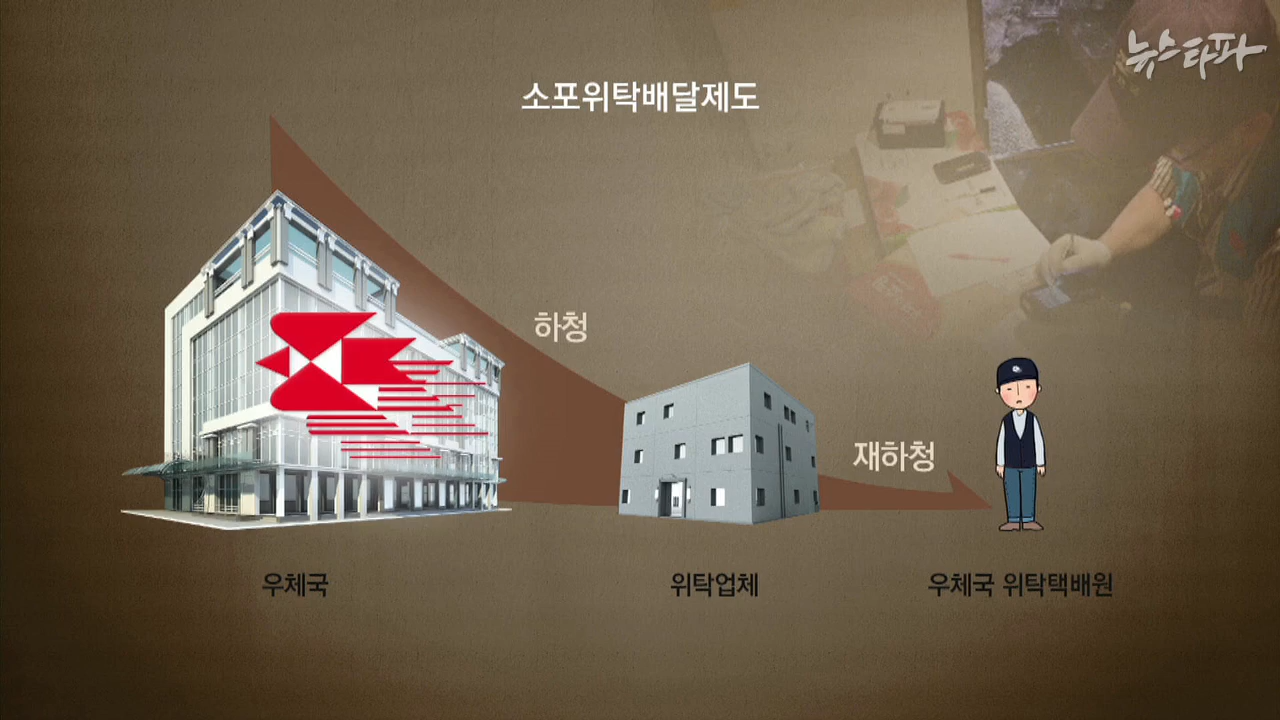 뉴스타파
소포위탁배달제도
하청
재하청
우체국
위탁업체
우체국 위탁택배원